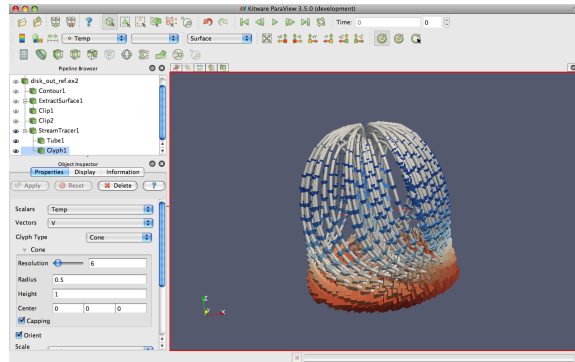 Kitware ParaView 3.5.0 (development)
Time: 0 0
Temp Surface
Pipeline Browser
disk_out_ref.ex2
Contour1
ExtractSurface1
Clip1
Clip2
StreamTracer1
Tube1
Glyph1
Object Inspector
Properties Display Information
Apply Reset Delete ?
Scalars Temp
Vectors V
Glyph Type Cone
Cone
Resolution 6
Radius 0.5
Height 1
Center 0 0 0
Capping
Orient
Scale
Z
Y X